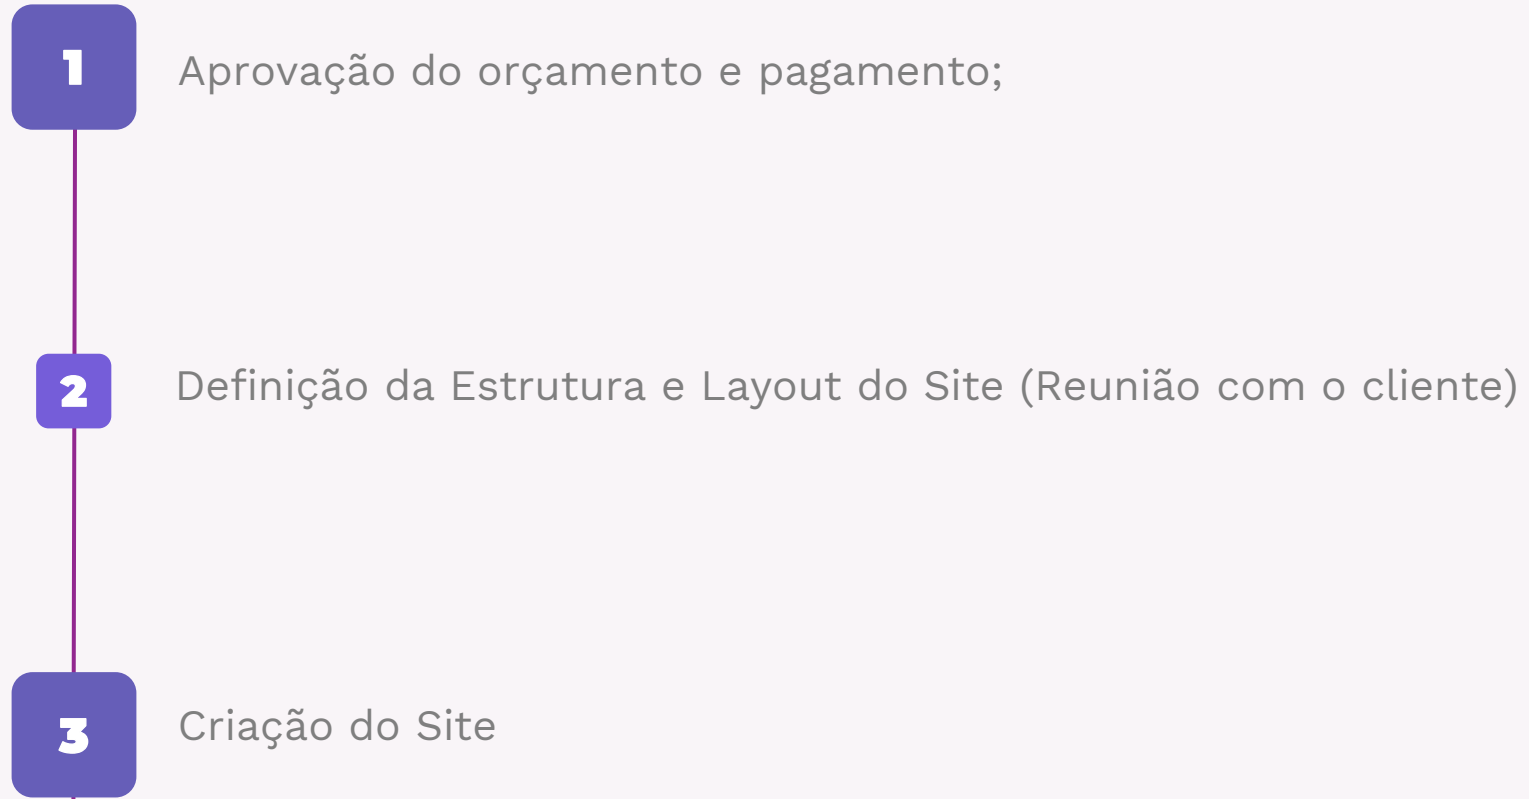 1
Aprovação do orçamento e pagamento;
2
Definição da Estrutura e Layout do Site (Reunião com o cliente)
3
Criação do Site